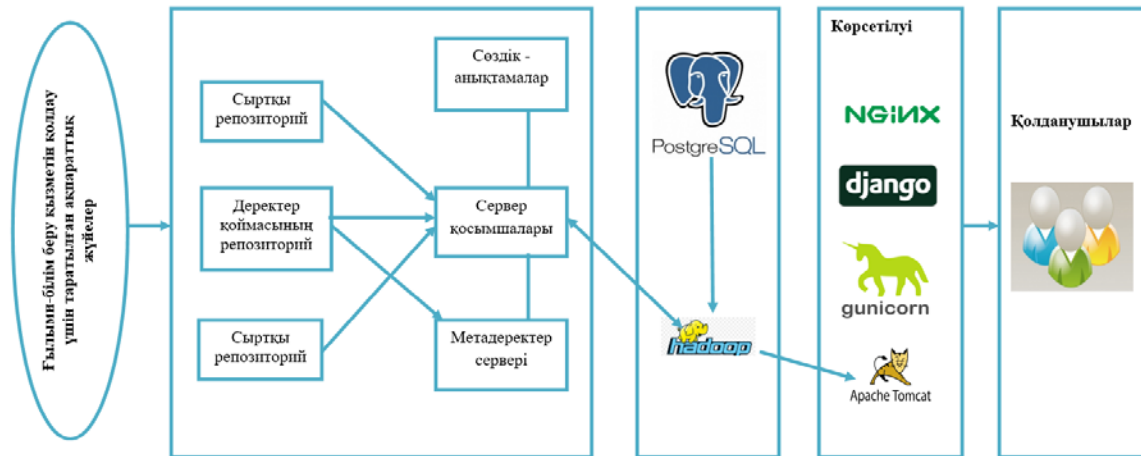 Ғылыми-білім беру қызметін қолдау
үшін таратылған ақпараттық
жүйелер
Сыртқы
репозиторий
Деректер
қоймасының
репозиторий
Сыртқы
репозиторий
Сөздік -
анықтамалар
Сервер
қосымшалары
Метадеректер
сервері
PostgreSQL
hadoop
Көрсетілуі
NGiNX
django
gunicorn
Apache Tomcat
Қолданушылар